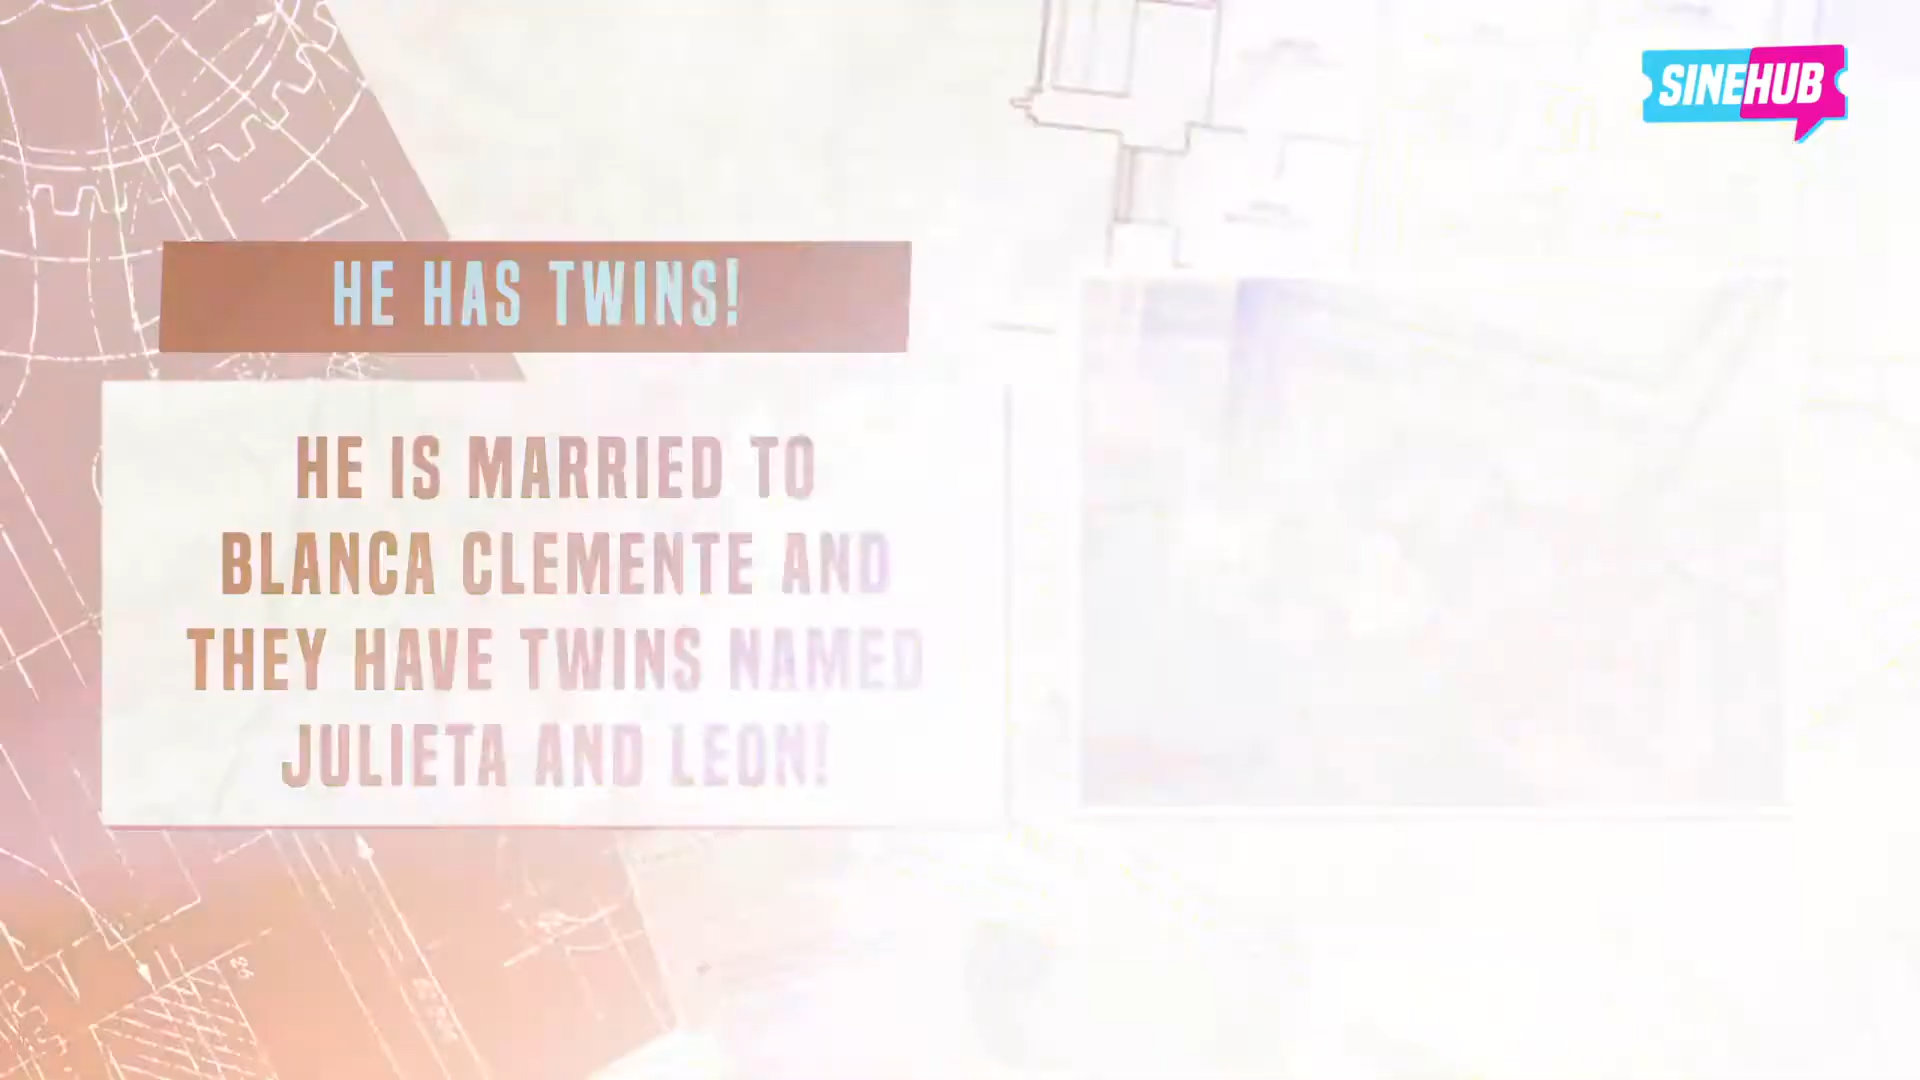 SINEHUB
HE HAS TWINS!
HE IS MARRIED TO
BLANCA CLEMENTE AND
THEY HAVE TWINS NAMED
JULIETA AND LEON!